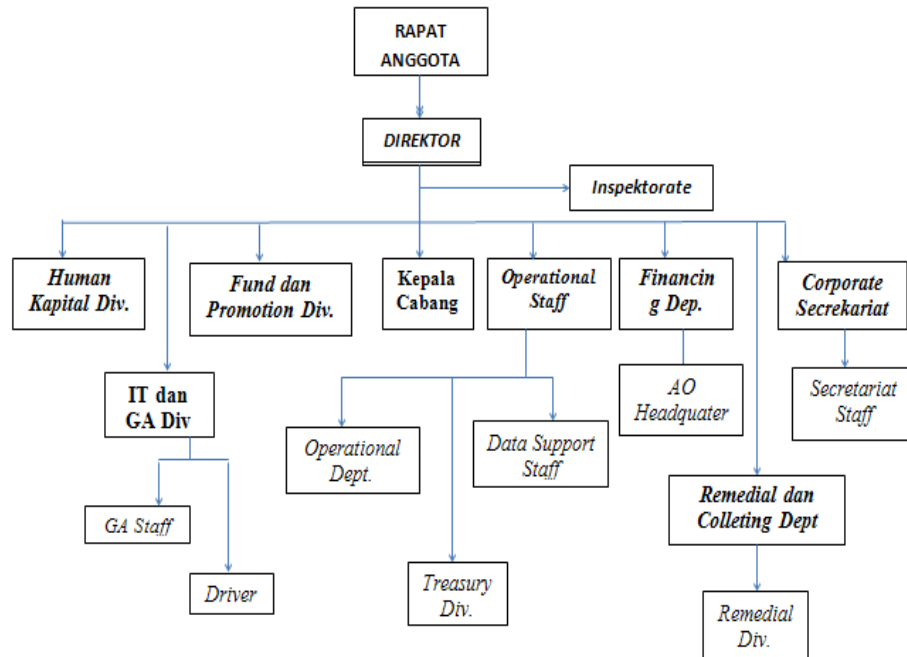 RAPAT
ANGGOTA
DIREKTOR
Inspektorate
Human
Kapital Div.
Fund dan
Promotion Div.
Kepala
Cabang
Operational
Staff
Financin
g Dep.
Corporate
Secrekariat
IT dan
GA Div
AO
Headquater
Secretariat
Staff
Operational
Dept.
Data Support
Staff
GA Staff
Remedial dan
Colleting Dept
Driver
Treasury
Div.
Remedial
Div.